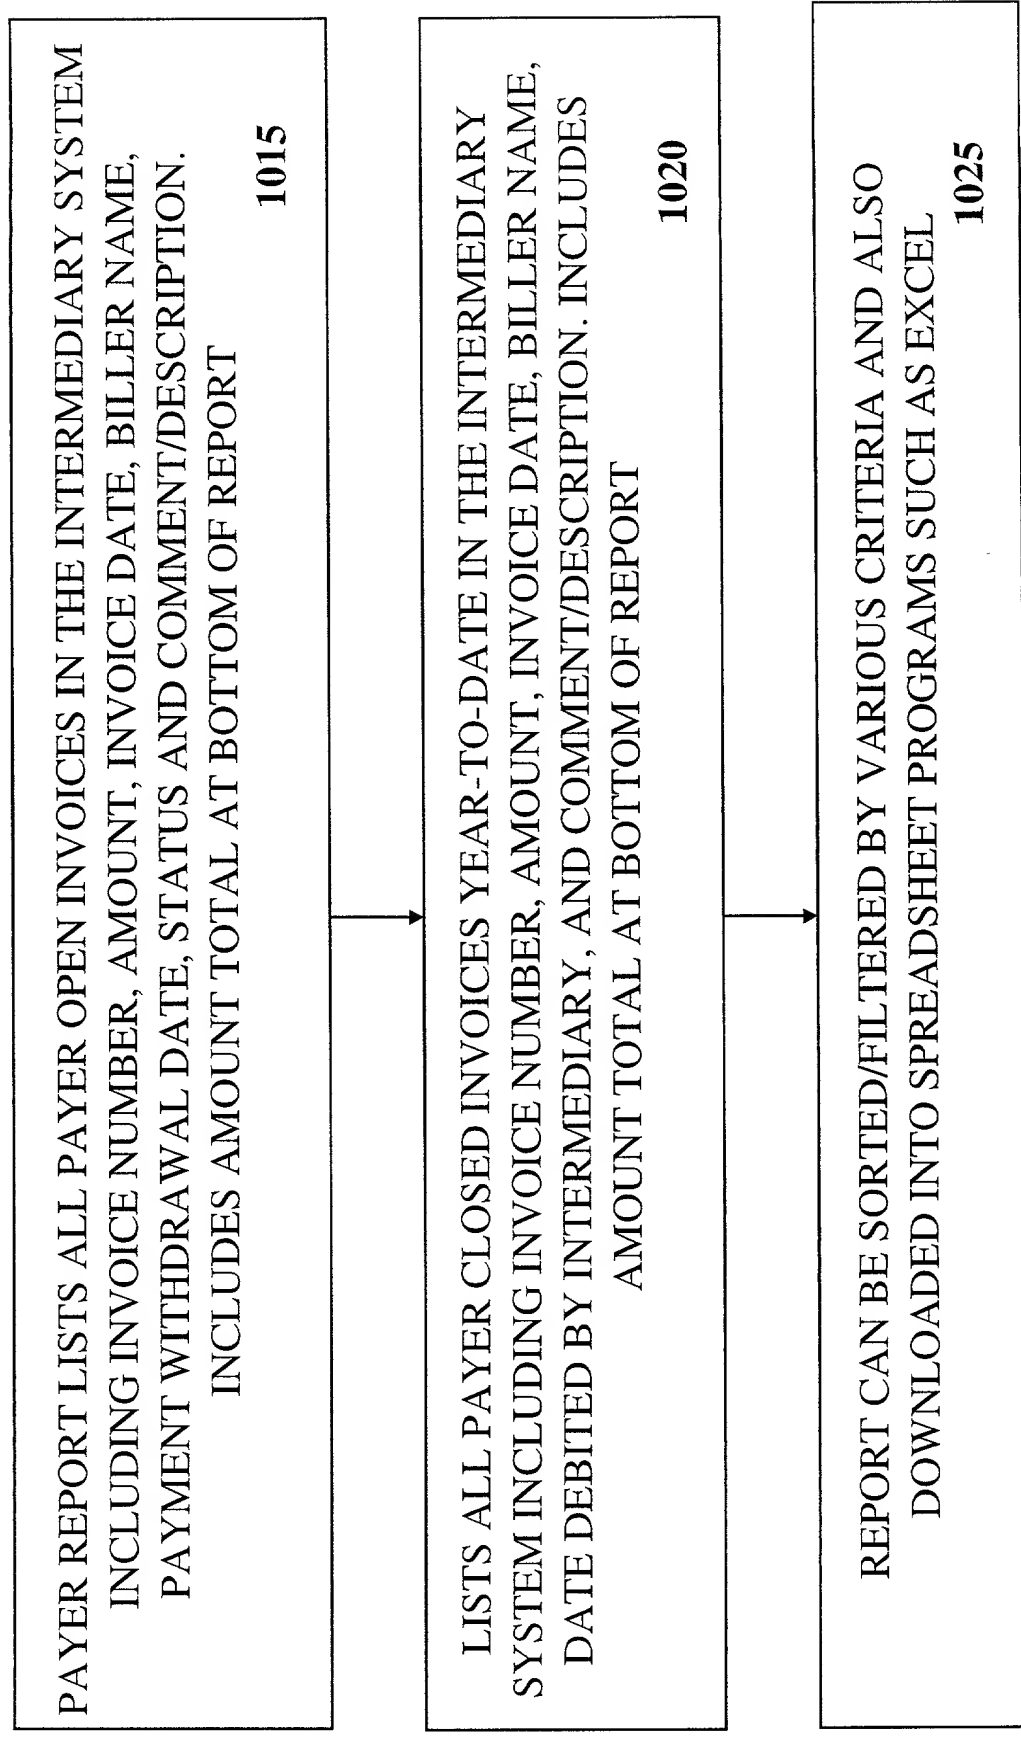 PAYER REPORT LISTS ALL PAYER OPEN INVOICES IN THE INTERMEDIARY SYSTEM
INCLUDING INVOICE NUMBER, AMOUNT, INVOICE DATE, BILLER NAME,
PAYMENT WITHDRAWAL DATE, STATUS AND COMMENT/DESCRIPTION.
INCLUDES AMOUNT TOTAL AT BOTTOM OF REPORT
1015
LISTS ALL PAYER CLOSED INVOICES YEAR-TO-DATE IN THE INTERMEDIARY
SYSTEM INCLUDING INVOICE NUMBER, AMOUNT, INVOICE DATE, BILLER NAME,
DATE DEBITED BY INTERMEDIARY, AND COMMENT/DESCRIPTION. INCLUDES
AMOUNT TOTAL AT BOTTOM OF REPORT
1020
REPORT CAN BE SORTED/FILTERED BY VARIOUS CRITERIA AND ALSO
DOWNLOADED INTO SPREADSHEET PROGRAMS SUCH AS EXCEL
1025